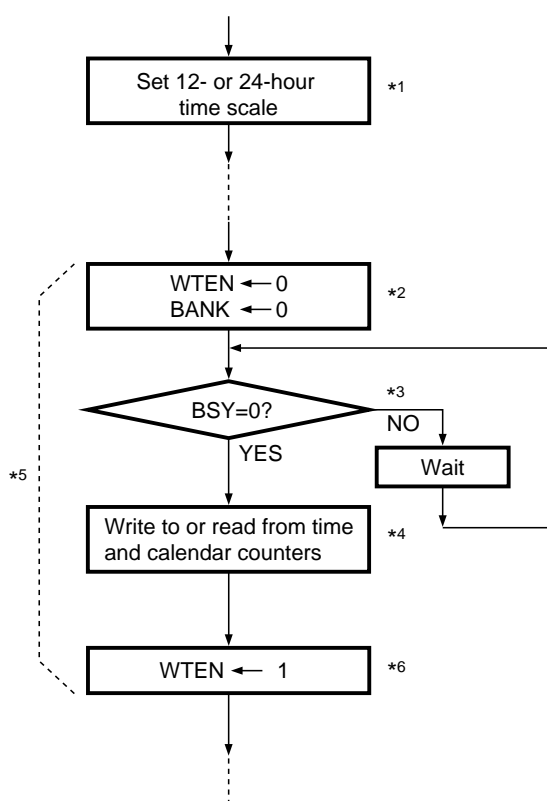 Set 12- or 24-hour
time scale
*1
WTEN ← 0
BANK ← 0
*2
BSY=0?
*3
NO
YES
Wait
*5
Write to or read from time
and calendar counters
*4
WTEN ← 1
*6